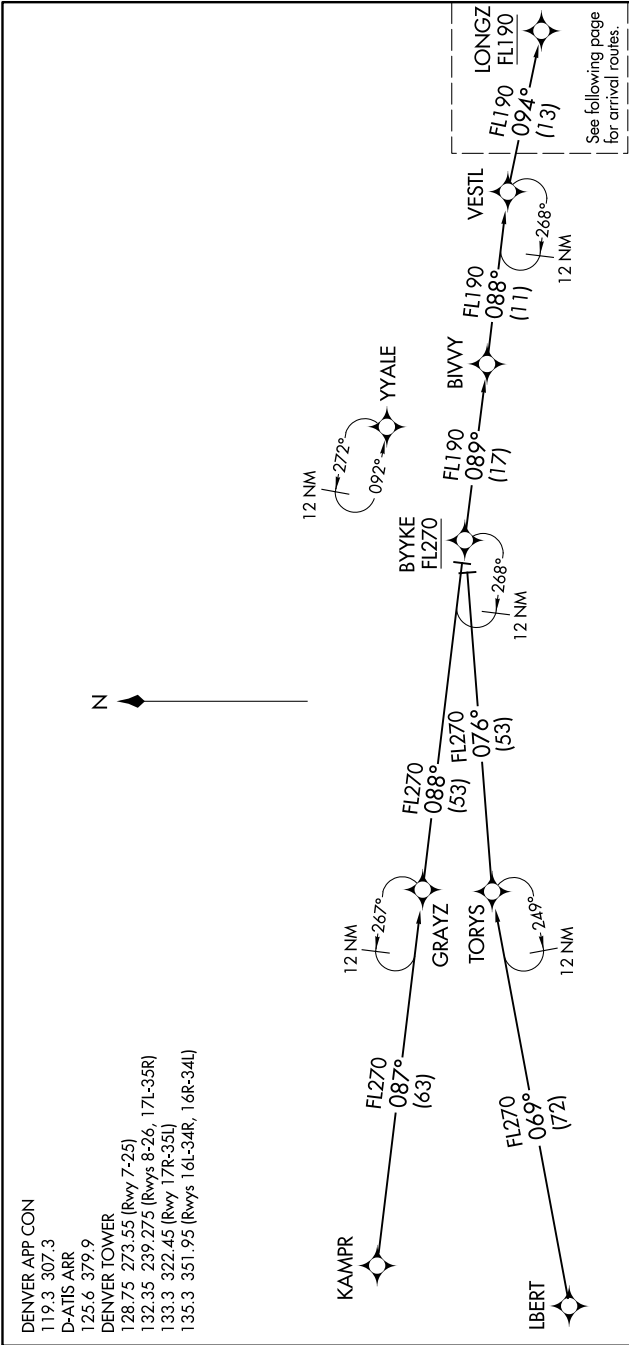 DENVER APP CON
119.3 307.3
D-ATIS ARR
125.6 379.9
DENVER TOWER
128.75 273.55 (Rwy 7-25)
132.35 239.275 (Rwys 8-26, 17L-35R)
133.3 322.45 (Rwy 17R-35L)
135.3 351.95 (Rwys 16L-34R, 16R-34L)
N
KAMPR
FL270
087°
(63)
12 NM
267°
GRAYZ
FL270
088°
(53)
LBERT
FL270
069°
(72)
TORYS
249°
12 NM
FL270
076°
(53)
BYYKE
FL270
268°
12 NM
12 NM
272°
092°
YYALE
FL190
089°
(17)
BIVVY
FL190
088°
(11)
VESTL
268°
12 NM
FL190
094°
(13)
LONGZ
FL190
See following page
for arrival routes.